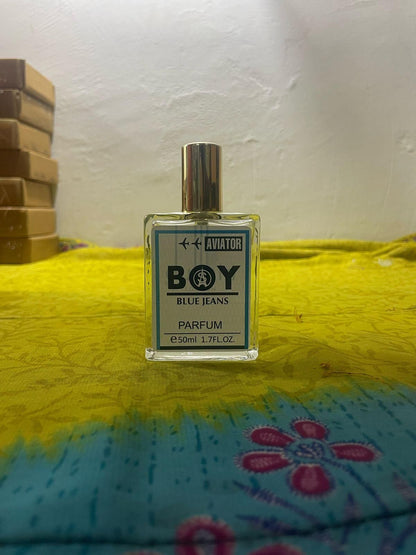 AVIATOR
BOY
BLUE JEANS
PARFUM
℮50ml 1.7FL.OZ.